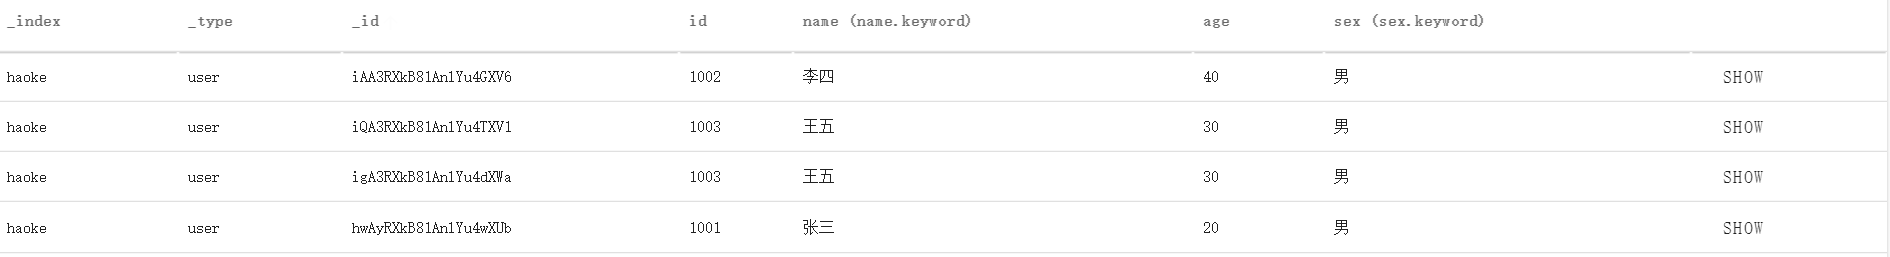 _index _type _id id name (name.keyword) age sex (sex.keyword)
haoke user iAA3RXkB81An1Yu4GXV6 1002 李四 40 男 SHOW
haoke user iQA3RXkB81An1Yu4TXV1 1003 王五 30 男 SHOW
haoke user igA3RXkB81An1Yu4dXWa 1003 王五 30 男 SHOW
haoke user hwAyRXkB81An1Yu4wXUb 1001 张三 20 男 SHOW